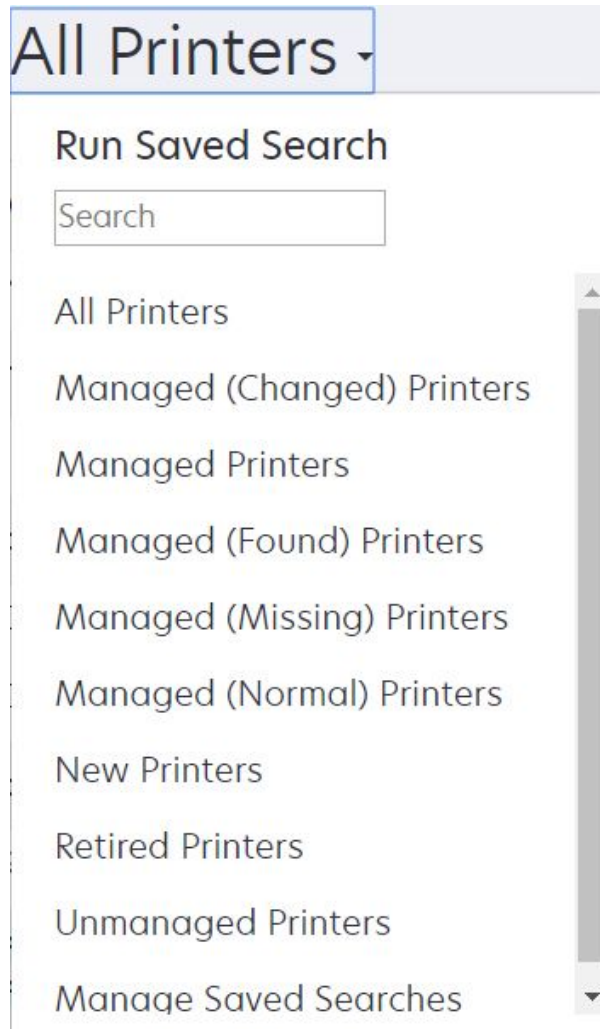 All Printers
Run Saved Search
Search
All Printers
Managed (Changed) Printers
Managed Printers
Managed (Found) Printers
Managed (Missing) Printers
Managed (Normal) Printers
New Printers
Retired Printers
Unmanaged Printers
Manage Saved Searches